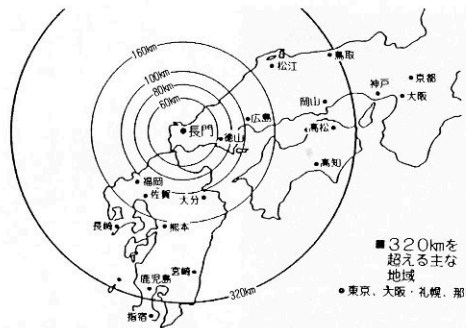 160km
100km
80km
60km
長門
松江
鳥取
京都
神戸
大阪
岡山
広島
徳山
高松
高知
福岡
佐賀
大分
長崎
熊本
宮崎
鹿児島
指宿
320km
■320kmを
超える主な
地域
東京、大阪・札幌、那